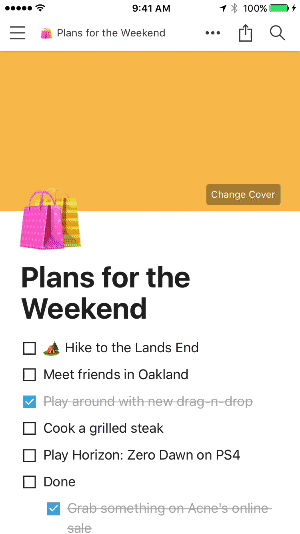 9:41 AM
100%
Plans for the Weekend
Change Cover
Plans for the
Weekend
Hike to the Lands End
Meet friends in Oakland
Play around with new drag-n-drop
Cook a grilled steak
Play Horizon: Zero Dawn on PS4
Done
Grab something on Acne's online
sale